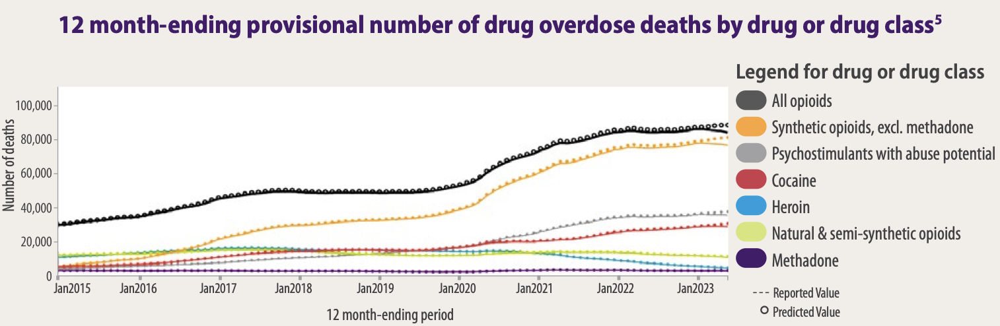 12 month-ending provisional number of drug overdose deaths by drug or drug class5
Number of deaths
100,000
80,000
60,000
40,000
20,000
0
Jan2015 Jan2016 Jan2017 Jan2018 Jan2019 Jan2020 Jan2021 Jan2022 Jan2023
12 month-ending period
Legend for drug or drug class
All opioids
Synthetic opioids, excl. methadone
Psychostimulants with abuse potential
Cocaine
Heroin
Natural & semi-synthetic opioids
Methadone
Reported Value
Predicted Value